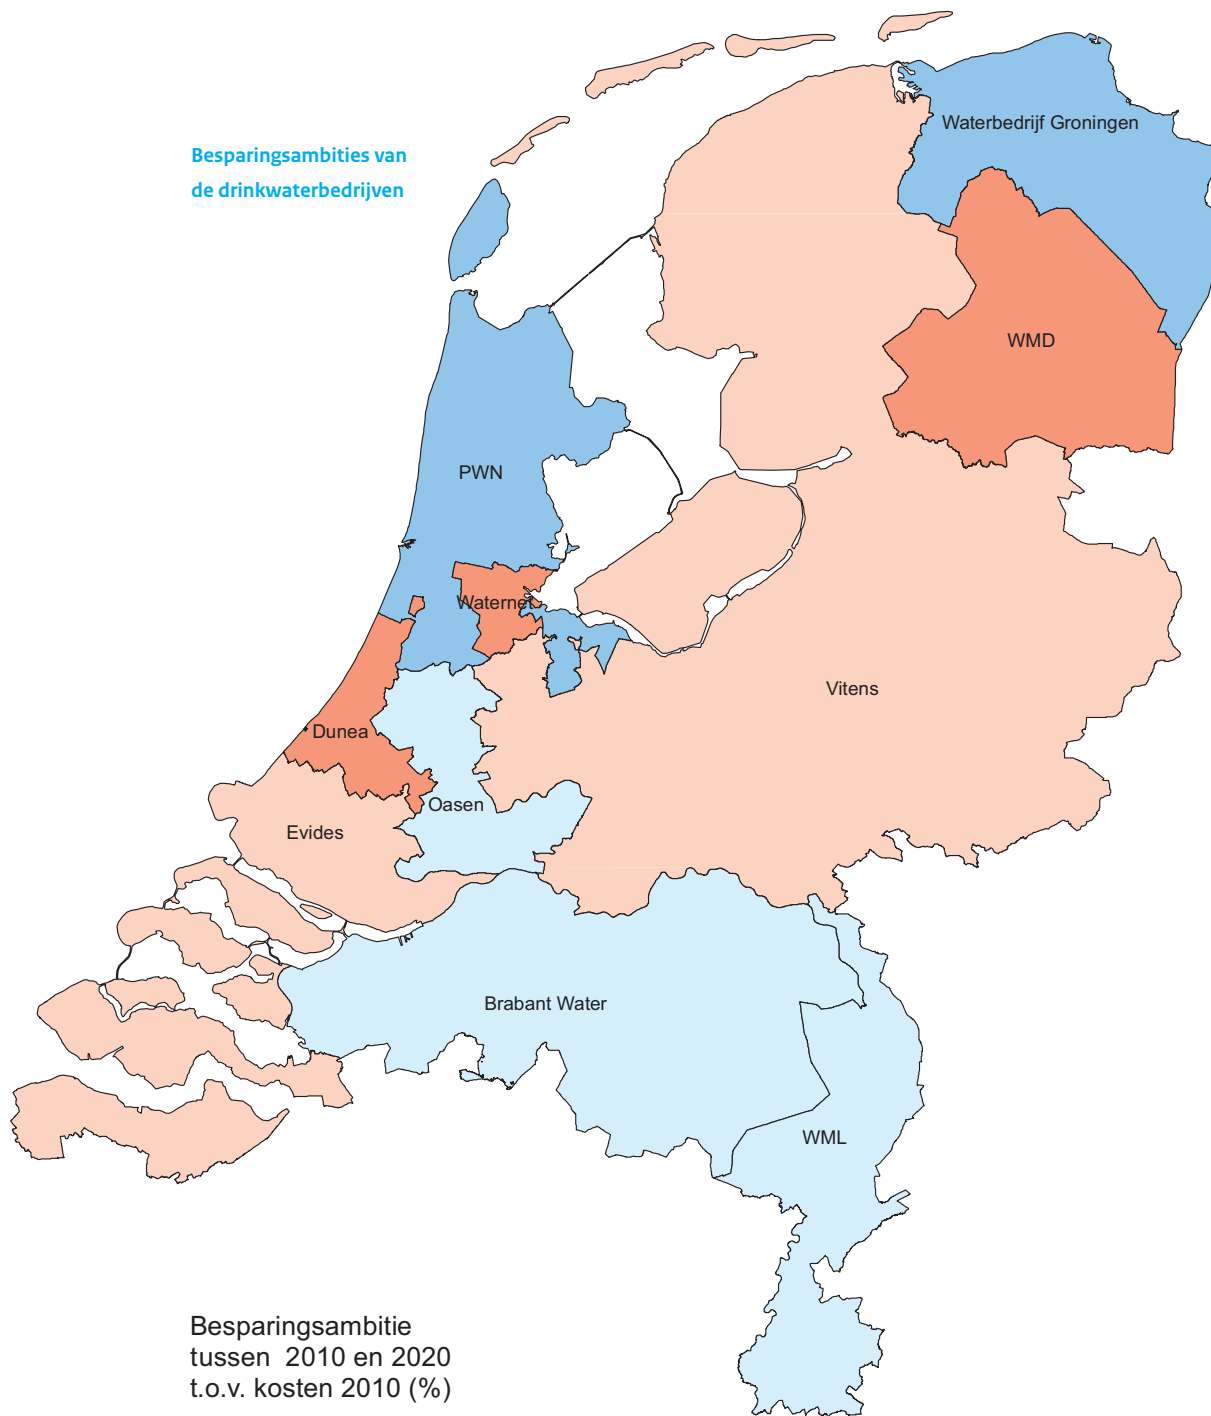 Besparingsambities van
de drinkwaterbedrijven
Waterbedrijf Groningen
WMD
PWN
Waternet
Vitens
Dunea
Oasen
Evides
Brabant Water
WML
Besparingsambitie
tussen 2010 en 2020
t.o.v. kosten 2010 (%)